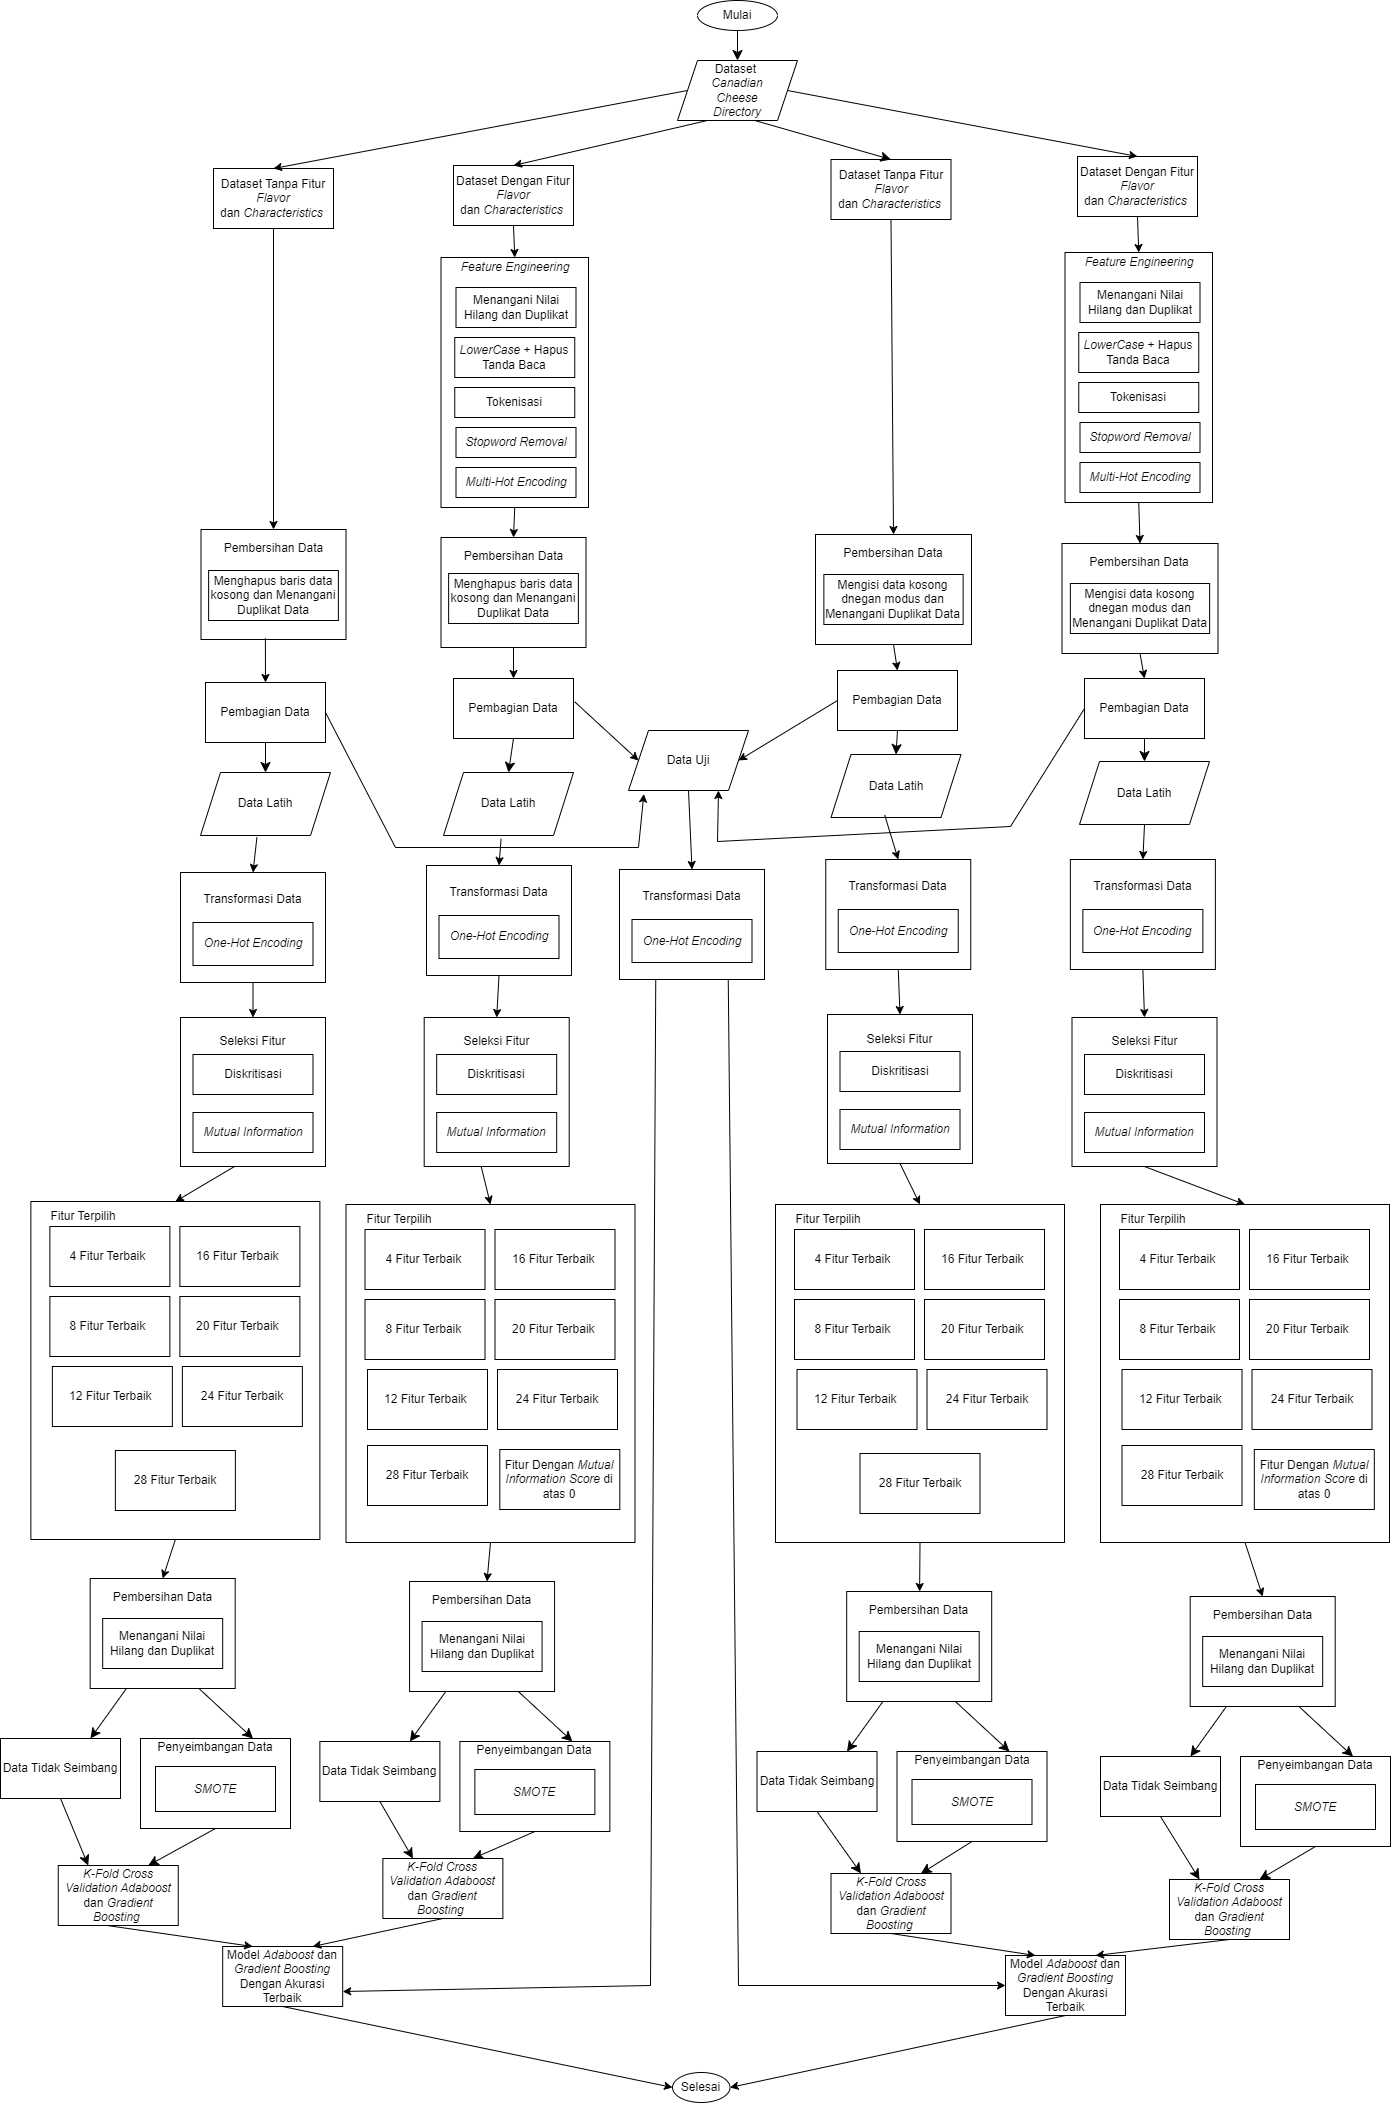 Mulai
Dataset
Canadian
Cheese
Directory
Dataset Tanpa Fitur
Flavor
dan Characteristics
Dataset Dengan Fitur
Flavor
dan Characteristics
Dataset Tanpa Fitur
Flavor
dan Characteristics
Dataset Dengan Fitur
Flavor
dan Characteristics
Feature Engineering
Menangani Nilai
Hilang dan Duplikat
LowerCase + Hapus
Tanda Baca
Tokenisasi
Stopword Removal
Multi-Hot Encoding
Feature Engineering
Menangani Nilai
Hilang dan Duplikat
LowerCase + Hapus
Tanda Baca
Tokenisasi
Stopword Removal
Multi-Hot Encoding
Pembersihan Data
Menghapus baris data
kosong dan Menangani
Duplikat Data
Pembersihan Data
Menghapus baris data
kosong dan Menangani
Duplikat Data
Pembersihan Data
Mengisi data kosong
dnegan modus dan
Menangani Duplikat Data
Pembersihan Data
Mengisi data kosong
dnegan modus dan
Menangani Duplikat Data
Pembagian Data
Pembagian Data
Pembagian Data
Pembagian Data
Data Uji
Data Latih
Data Latih
Data Latih
Data Latih
Transformasi Data
One-Hot Encoding
Transformasi Data
One-Hot Encoding
Transformasi Data
One-Hot Encoding
Transformasi Data
One-Hot Encoding
Transformasi Data
One-Hot Encoding
Seleksi Fitur
Diskritisasi
Mutual Information
Seleksi Fitur
Diskritisasi
Mutual Information
Seleksi Fitur
Diskritisasi
Mutual Information
Seleksi Fitur
Diskritisasi
Mutual Information
Fitur Terpilih
4 Fitur Terbaik
16 Fitur Terbaik
8 Fitur Terbaik
20 Fitur Terbaik
12 Fitur Terbaik
24 Fitur Terbaik
28 Fitur Terbaik
Fitur Terpilih
4 Fitur Terbaik
16 Fitur Terbaik
8 Fitur Terbaik
20 Fitur Terbaik
12 Fitur Terbaik
24 Fitur Terbaik
28 Fitur Terbaik
Fitur Dengan Mutual
Information Score di
atas 0
Fitur Terpilih
4 Fitur Terbaik
16 Fitur Terbaik
8 Fitur Terbaik
20 Fitur Terbaik
12 Fitur Terbaik
24 Fitur Terbaik
28 Fitur Terbaik
Fitur Terpilih
4 Fitur Terbaik
16 Fitur Terbaik
8 Fitur Terbaik
20 Fitur Terbaik
12 Fitur Terbaik
24 Fitur Terbaik
28 Fitur Terbaik
Fitur Dengan Mutual
Information Score di
atas 0
Pembersihan Data
Menangani Nilai
Hilang dan Duplikat
Pembersihan Data
Menangani Nilai
Hilang dan Duplikat
Pembersihan Data
Menangani Nilai
Hilang dan Duplikat
Pembersihan Data
Menangani Nilai
Hilang dan Duplikat
Data Tidak Seimbang
Penyeimbangan Data
SMOTE
Data Tidak Seimbang
Penyeimbangan Data
SMOTE
Data Tidak Seimbang
Penyeimbangan Data
SMOTE
Data Tidak Seimbang
Penyeimbangan Data
SMOTE
K-Fold Cross
Validation Adaboost
dan Gradient
Boosting
K-Fold Cross
Validation Adaboost
dan Gradient
Boosting
K-Fold Cross
Validation Adaboost
dan Gradient
Boosting
K-Fold Cross
Validation Adaboost
dan Gradient
Boosting
Model Adaboost dan
Gradient Boosting
Dengan Akurasi
Terbaik
Model Adaboost dan
Gradient Boosting
Dengan Akurasi
Terbaik
Selesai